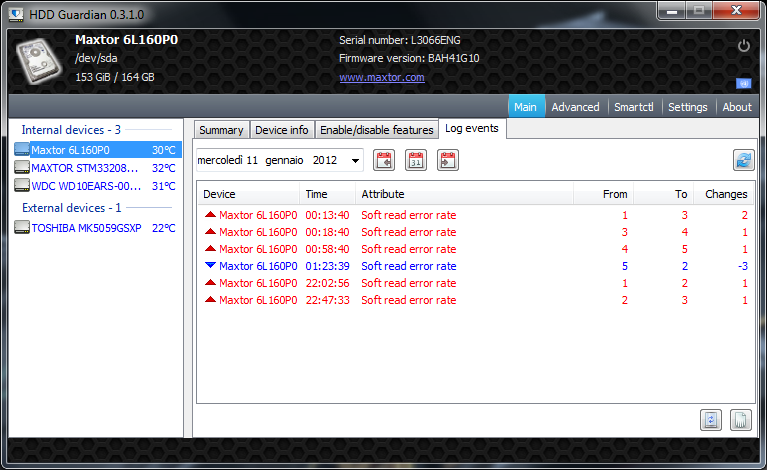 HDD Guardian 0.3.1.0
Maxtor 6L160P0
/dev/sda
153 GiB / 164 GB
Serial number: L3066ENG
Firmware version: BAH41G10
www.maxtor.com
Main Advanced Smartctl Settings About
Internal devices - 3
Maxtor 6L160P0 30°C
MAXTOR STM33208... 32°C
WDC WD10EARS-00... 31°C
External devices - 1
TOSHIBA MK5059GSXP 22°C
Summary Device info Enable/disable features Log events
mercoledì 11 gennaio 2012
31
Device Time Attribute From To Changes
Maxtor 6L160P0 00:13:40 Soft read error rate 1 3 2
Maxtor 6L160P0 00:18:40 Soft read error rate 3 4 1
Maxtor 6L160P0 00:58:40 Soft read error rate 4 5 1
Maxtor 6L160P0 01:23:39 Soft read error rate 5 2 -3
Maxtor 6L160P0 22:02:56 Soft read error rate 1 2 1
Maxtor 6L160P0 22:47:33 Soft read error rate 2 3 1